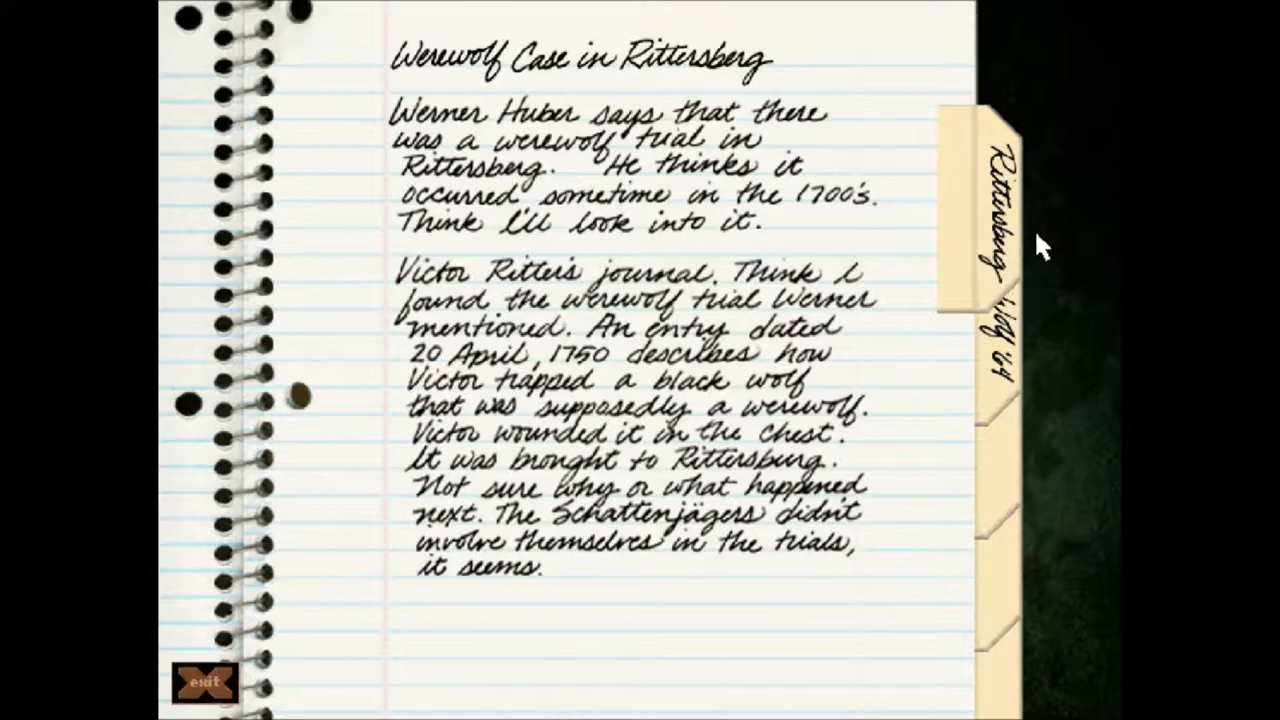 Werewolf Case in Rittersberg
Werner Huber says that there
was a werewolf trial in
Rittersberg. He thinks it
occurred sometime in the 1700's.
Think I'll look into it.
Victor Ritter's journal. Think I
found the werewolf trial Werner
mentioned. An entry dated
20 April, 1750 describes how
Victor trapped a black wolf
that was supposedly a werewolf.
Victor wounded it in the chest.
It was brought to Rittersburg.
Not sure why or what happened
next. The Schattenjägers didn't
involve themselves in the trials,
it seems.
Rittersberg
Wolf '64
exit